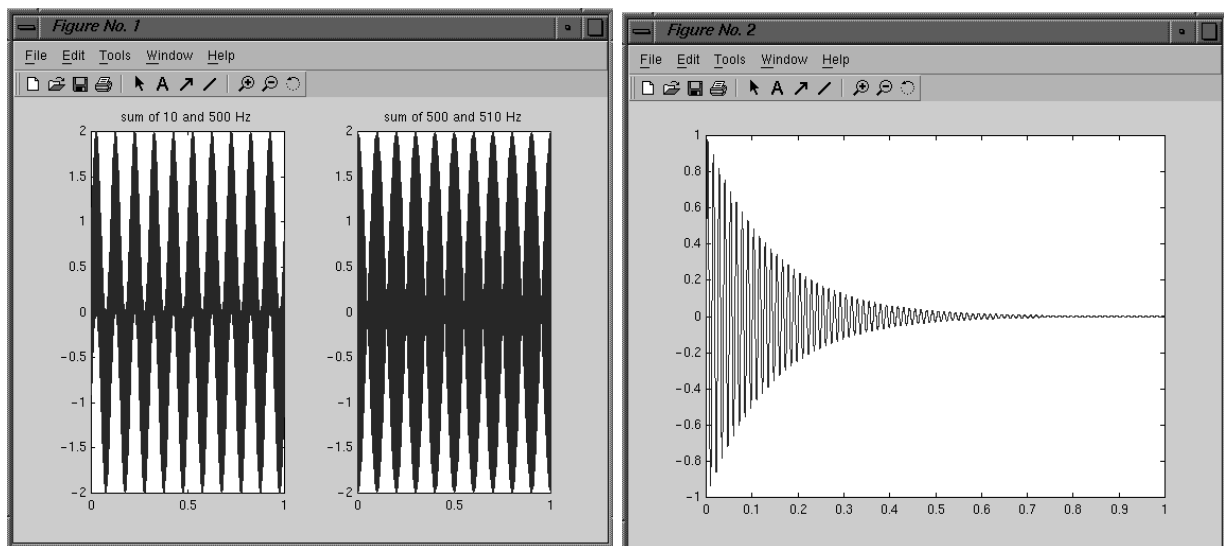 Figure No. 1
File Edit Tools Window Help
A
sum of 10 and 500 Hz
2
1.5
1
0.5
0
-0.5
-1
-1.5
-2
0 0.5 1
sum of 500 and 510 Hz
2
1.5
1
0.5
0
-0.5
-1
-1.5
-2
0 0.5 1
Figure No. 2
File Edit Tools Window Help
A
1
0.8
0.6
0.4
0.2
0
-0.2
-0.4
-0.6
-0.8
-1
0 0.1 0.2 0.3 0.4 0.5 0.6 0.7 0.8 0.9 1